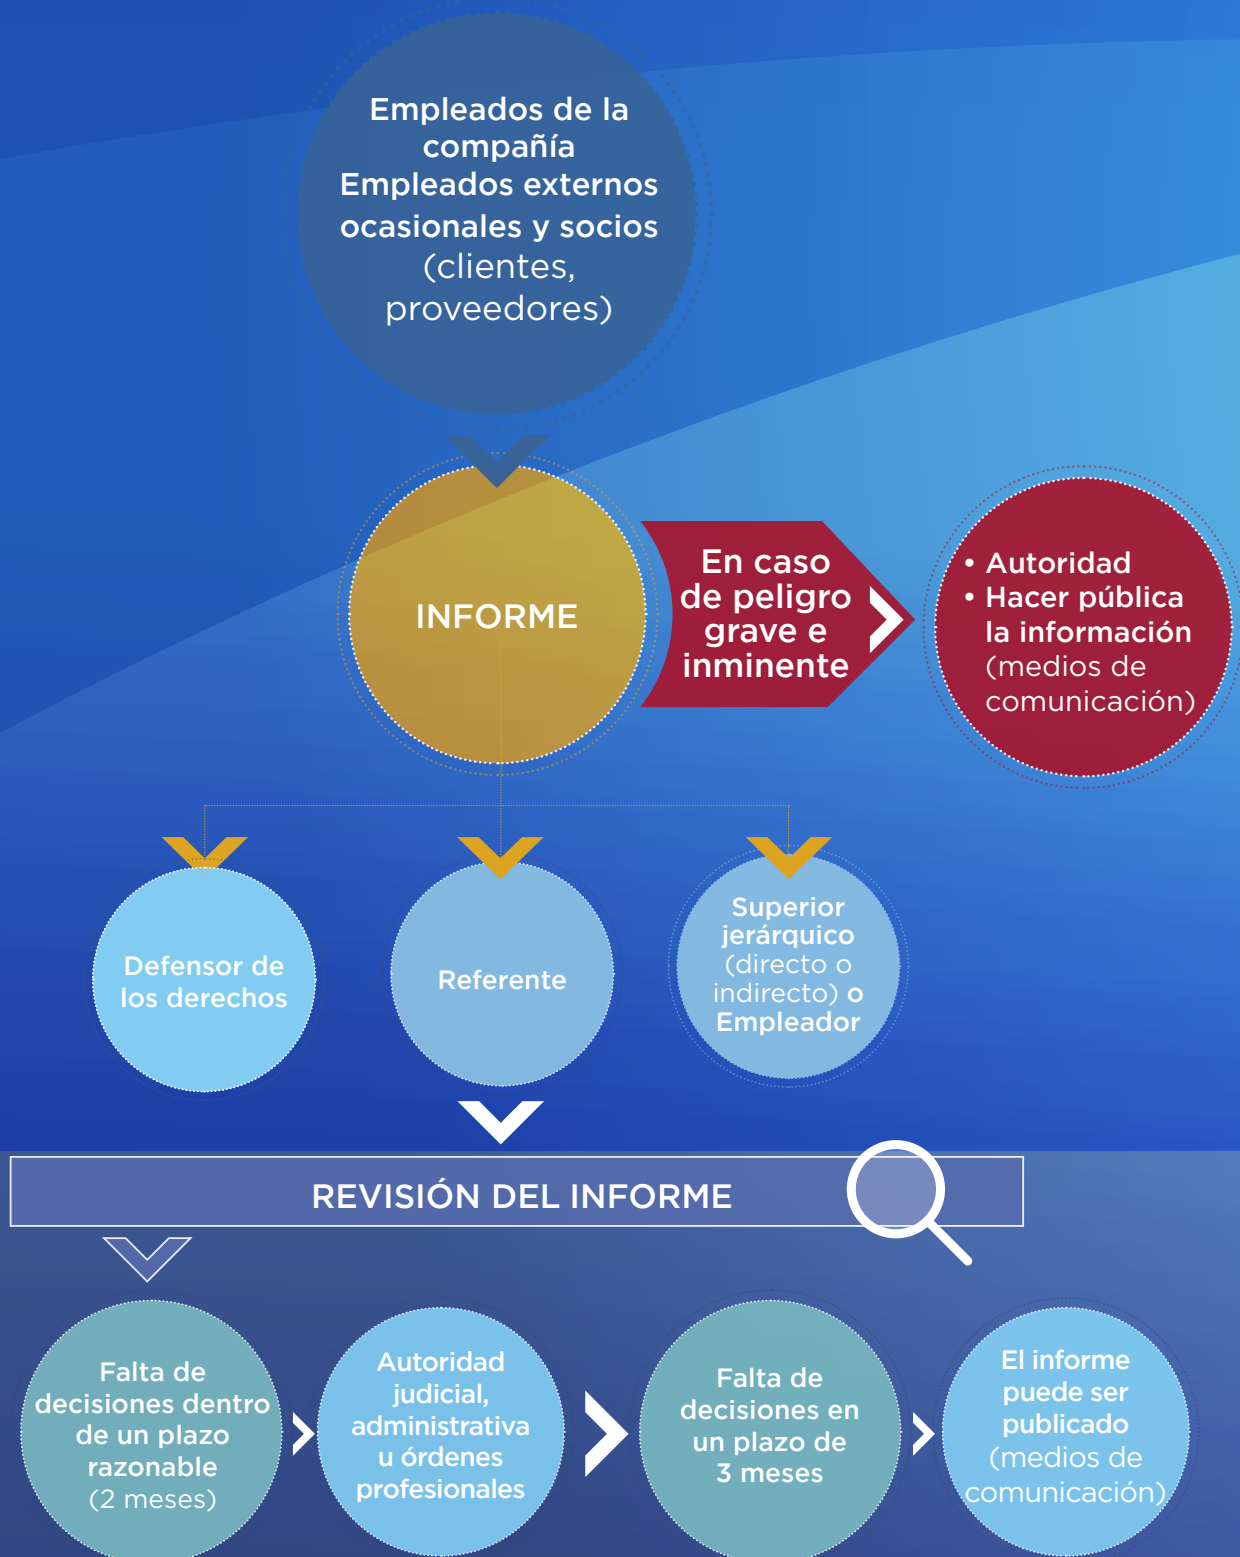 Empleados de la
compañía
Empleados externos
ocasionales y socios
(clientes,
proveedores)
INFORME
En caso
de peligro
grave e
inminente
• Autoridad
• Hacer pública
la información
(medios de
comunicación)
Defensor de
los derechos
Referente
Superior
jerárquico
(directo o
indirecto) o
Empleador
REVISIÓN DEL INFORME
Falta de
decisiones dentro
de un plazo
razonable
(2 meses)
Autoridad
judicial,
administrativa
u órdenes
profesionales
Falta de
decisiones en
un plazo de
3 meses
El informe
puede ser
publicado
(medios de
comunicación)